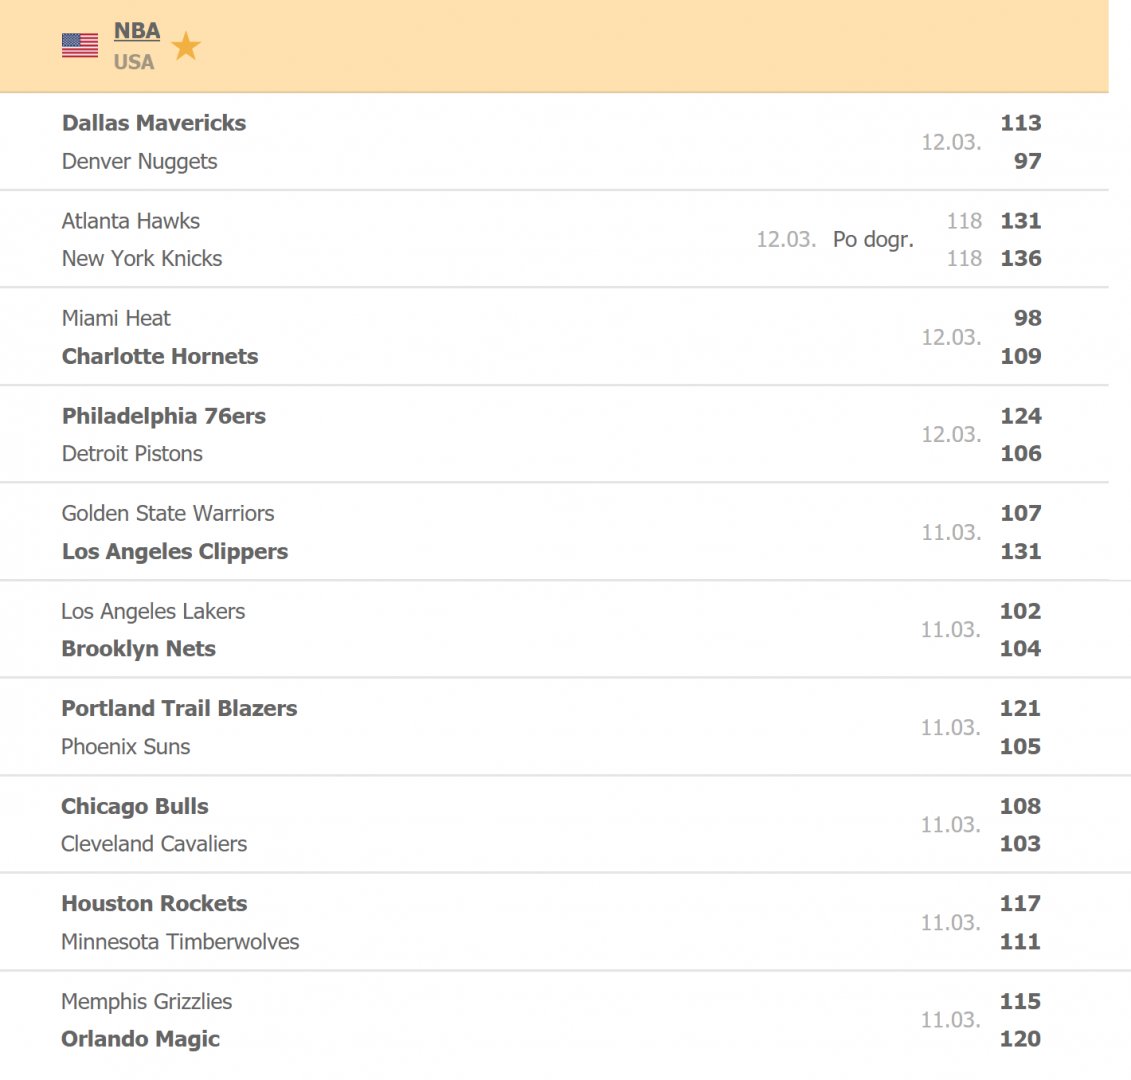 NBA
USA
Dallas Mavericks 113
12.03.
Denver Nuggets 97
Atlanta Hawks 118 131
12.03. Po dogr.
New York Knicks 118 136
Miami Heat 98
12.03.
Charlotte Hornets 109
Philadelphia 76ers 124
12.03.
Detroit Pistons 106
Golden State Warriors 107
11.03.
Los Angeles Clippers 131
Los Angeles Lakers 102
11.03.
Brooklyn Nets 104
Portland Trail Blazers 121
11.03.
Phoenix Suns 105
Chicago Bulls 108
11.03.
Cleveland Cavaliers 103
Houston Rockets 117
11.03.
Minnesota Timberwolves 111
Memphis Grizzlies 115
11.03.
Orlando Magic 120